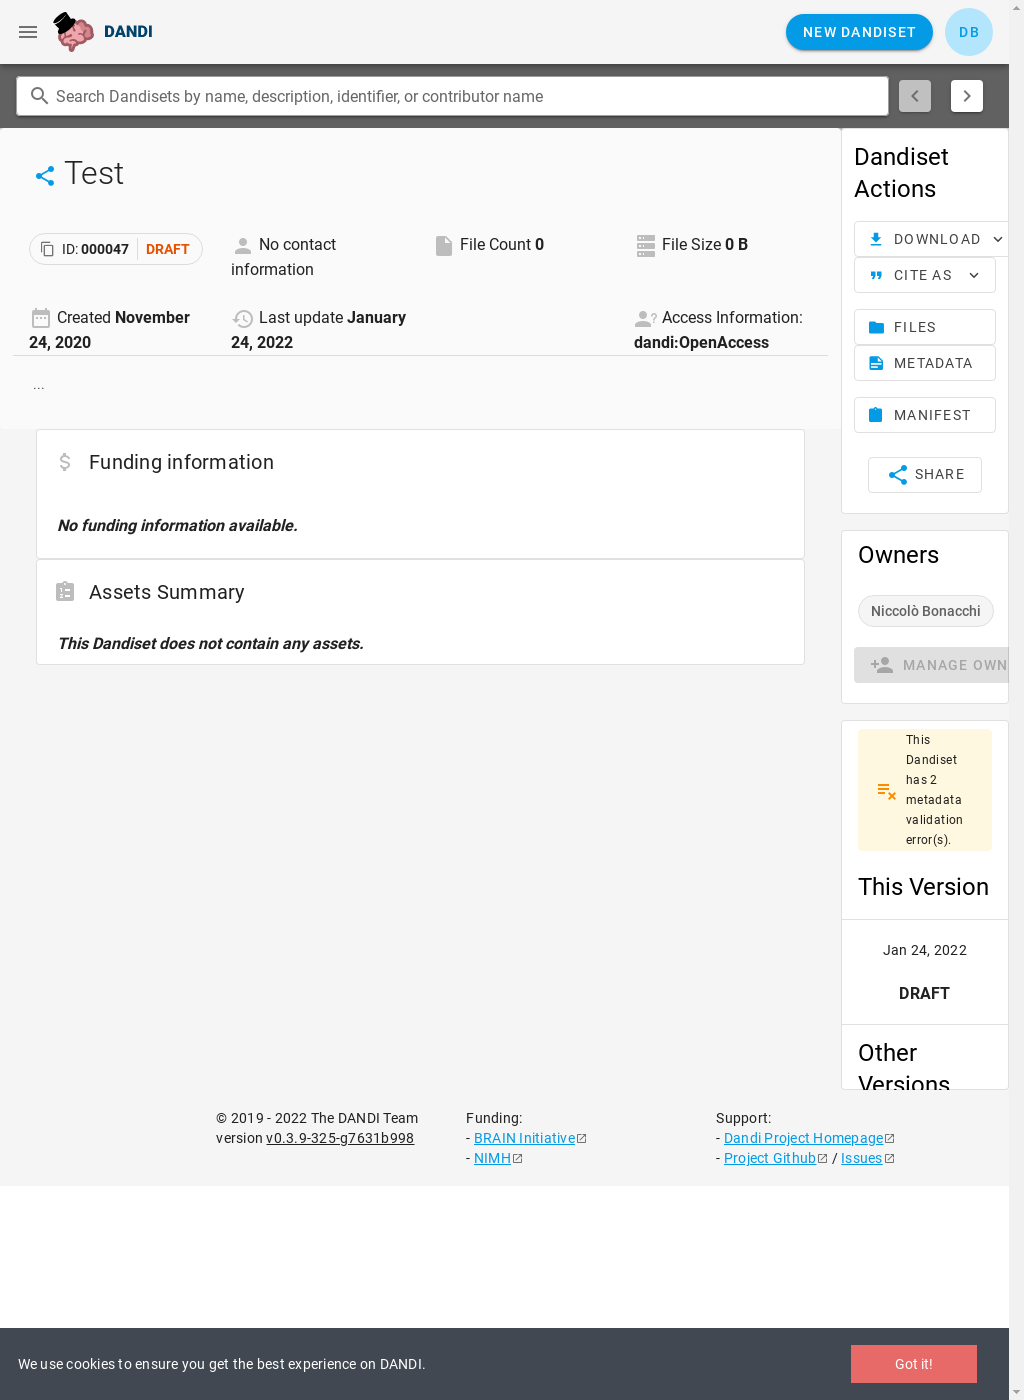 DANDI
NEW DANDISET
DB
Search Dandisets by name, description, identifier, or contributor name
Test
ID: 000047 DRAFT
No contact
information
File Count 0
File Size 0 B
Created November
24, 2020
Last update January
24, 2022
Access Information:
dandi:OpenAccess
...
Funding information
No funding information available.
Assets Summary
This Dandiset does not contain any assets.
Dandiset
Actions
DOWNLOAD
CITE AS
FILES
METADATA
MANIFEST
SHARE
Owners
Niccolò Bonacchi
MANAGE OWN
This
Dandiset
has 2
metadata
validation
error(s).
This Version
Jan 24, 2022
DRAFT
Other
Versions
© 2019 - 2022 The DANDI Team
version v0.3.9-325-g7631b998
Funding:
- BRAIN Initiative
- NIMH
Support:
- Dandi Project Homepage
- Project Github / Issues
We use cookies to ensure you get the best experience on DANDI.
Got it!